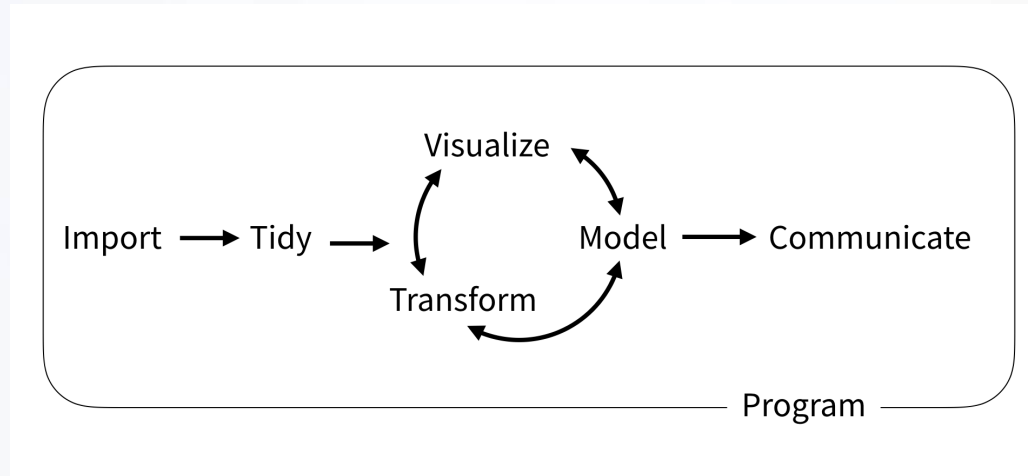 Visualize
Import
Tidy
Model
Communicate
Transform
Program